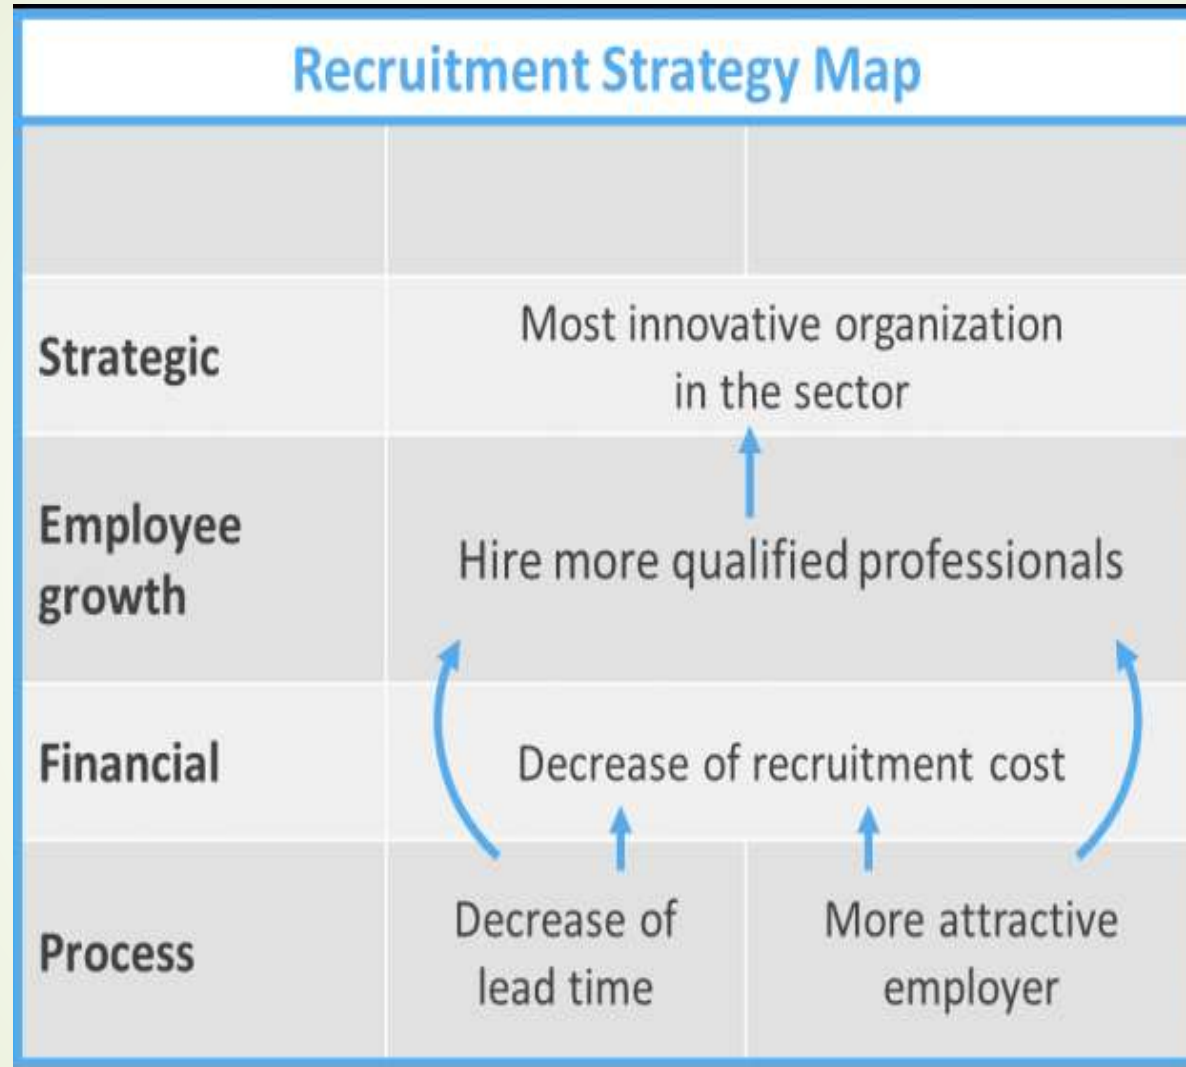 Recruitment Strategy Map
Strategic
Most innovative organization
in the sector
Employee
growth
Hire more qualified professionals
Financial
Decrease of recruitment cost
Process
Decrease of
lead time
More attractive
employer